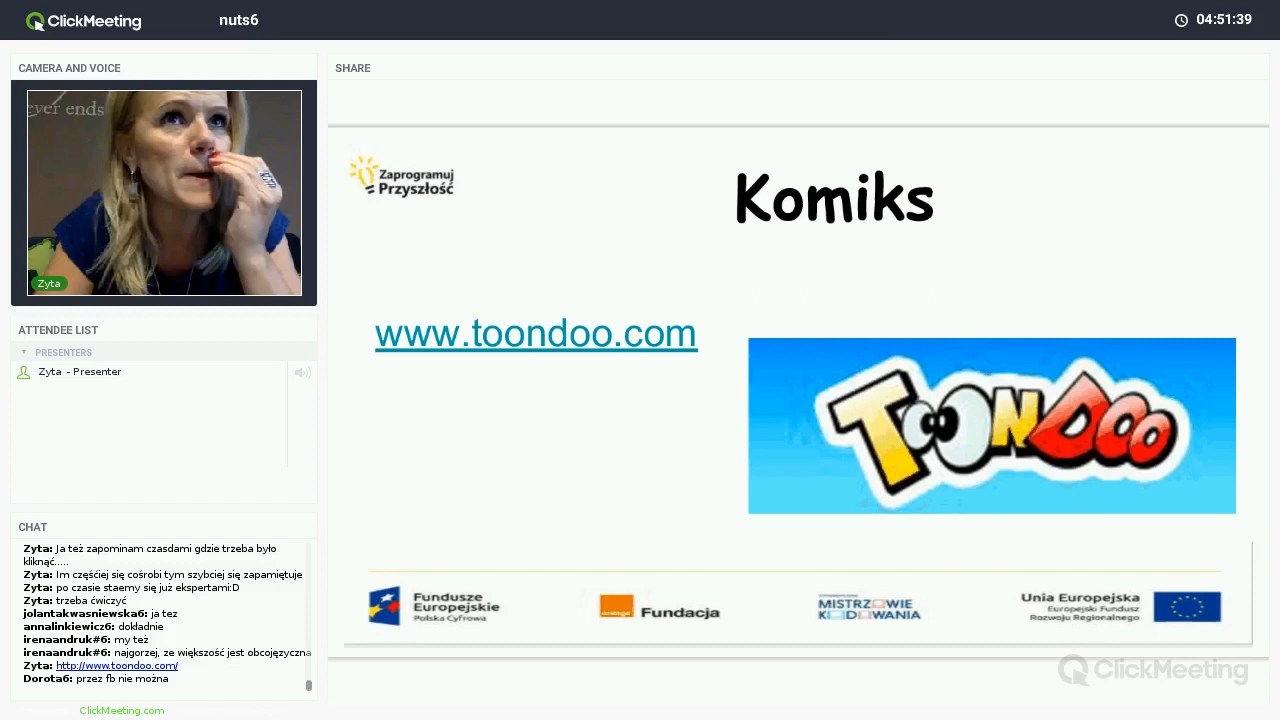 ClickMeeting
nuts6
04:51:39
CAMERA AND VOICE
ever ends
Zyta
ATTENDEE LIST
PRESENTERS
Zyta - Presenter
CHAT
Zyta: Ja też zapominam czasdami gdzie trzeba było
kliknąć.....
Zyta: Im częśćiej się cośrobi tym szybciej się zapamiętuje
Zyta: po czasie staemy się już ekspertami:D
Zyta: trzeba ćwiczyć
jolantakwasniewska6: ja tez
annalinkiewicz6: dokładnie
irenaandruk#6: my też
irenaandruk#6: najgorzej, ze większość jest obcojęzyczna
Zyta: http://www.toondoo.com/
Dorota6: przez fb nie można
ClickMeeting.com
SHARE
Zaprogramuj
Przyszłość
Komiks
www.toondoo.com
TOONDOO
Fundusze
Europejskie
Polska Cyfrowa
orange
Fundacja
MISTRZOWIE
KODOWANIA
Unia Europejska
Europejski Fundusz
Rozwoju Regionalnego
ClickMeeting